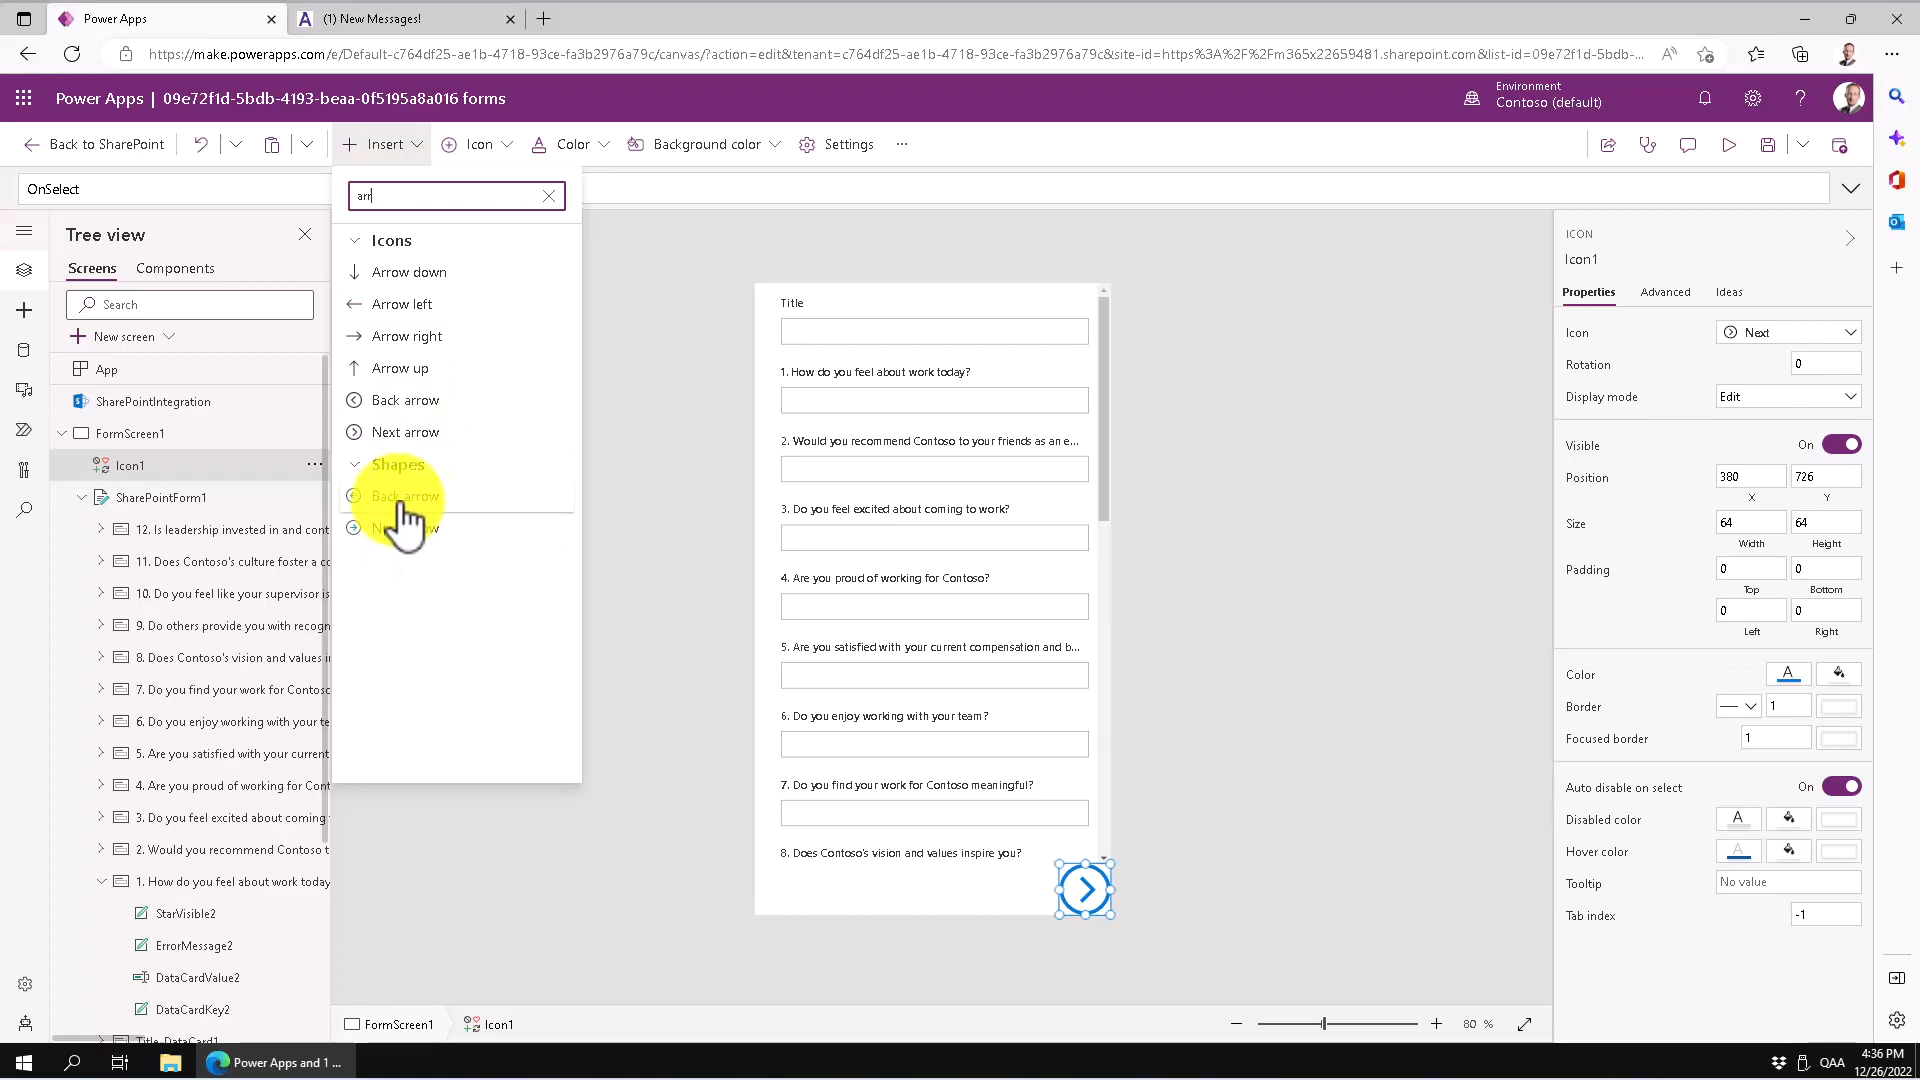 Power Apps
(1) New Messages!
https://make.powerapps.com/e/Default-c764df25-ae1b-4718-93ce-fa3b2976a79c/canvas/?action=edit&tenant=c764df25-ae1b-4718-93ce-fa3b2976a79c&site-id=https%3A%2F%2Fm365x22659481.sharepoint.com&list-id=09e72f1d-5bdb-4193-beaa-0...
Power Apps | 09e72f1d-5bdb-4193-beaa-0f5195a8a016 forms
Environment
Contoso (default)
Back to SharePoint
Insert
Icon
Color
Background color
Settings
OnSelect
arr
Tree view
Screens
Components
Search
New screen
App
SharePointIntegration
FormScreen1
Icon1
SharePointForm1
12. Is leadership invested in and cont
11. Does Contoso's culture foster a co
10. Do you feel like your supervisor is
9. Do others provide you with recogn
8. Does Contoso's vision and values in
7. Do you find your work for Contoso
6. Do you enjoy working with your te
5. Are you satisfied with your current
4. Are you proud of working for Cont
3. Do you feel excited about coming
2. Would you recommend Contoso t
1. How do you feel about work today
StarVisible2
ErrorMessage2
DataCardValue2
DataCardKey2
Title_DataCard1
Icons
Arrow down
Arrow left
Arrow right
Arrow up
Back arrow
Next arrow
Shapes
Back arrow
Title
1. How do you feel about work today?
2. Would you recommend Contoso to your friends as an e...
3. Do you feel excited about coming to work?
4. Are you proud of working for Contoso?
5. Are you satisfied with your current compensation and b...
6. Do you enjoy working with your team?
7. Do you find your work for Contoso meaningful?
8. Does Contoso's vision and values inspire you?
ICON
Icon1
Properties
Advanced
Ideas
Icon
Next
Rotation
0
Display mode
Edit
Visible
On
Position
380
726
X
Y
Size
64
64
Width
Height
Padding
0
0
Top
Bottom
0
0
Left
Right
Color
Border
1
Focused border
1
Auto disable on select
On
Disabled color
Hover color
Tooltip
No value
Tab index
-1
FormScreen1
Icon1
80 %
Power Apps and 1 ...
QAA
4:36 PM
12/26/2022